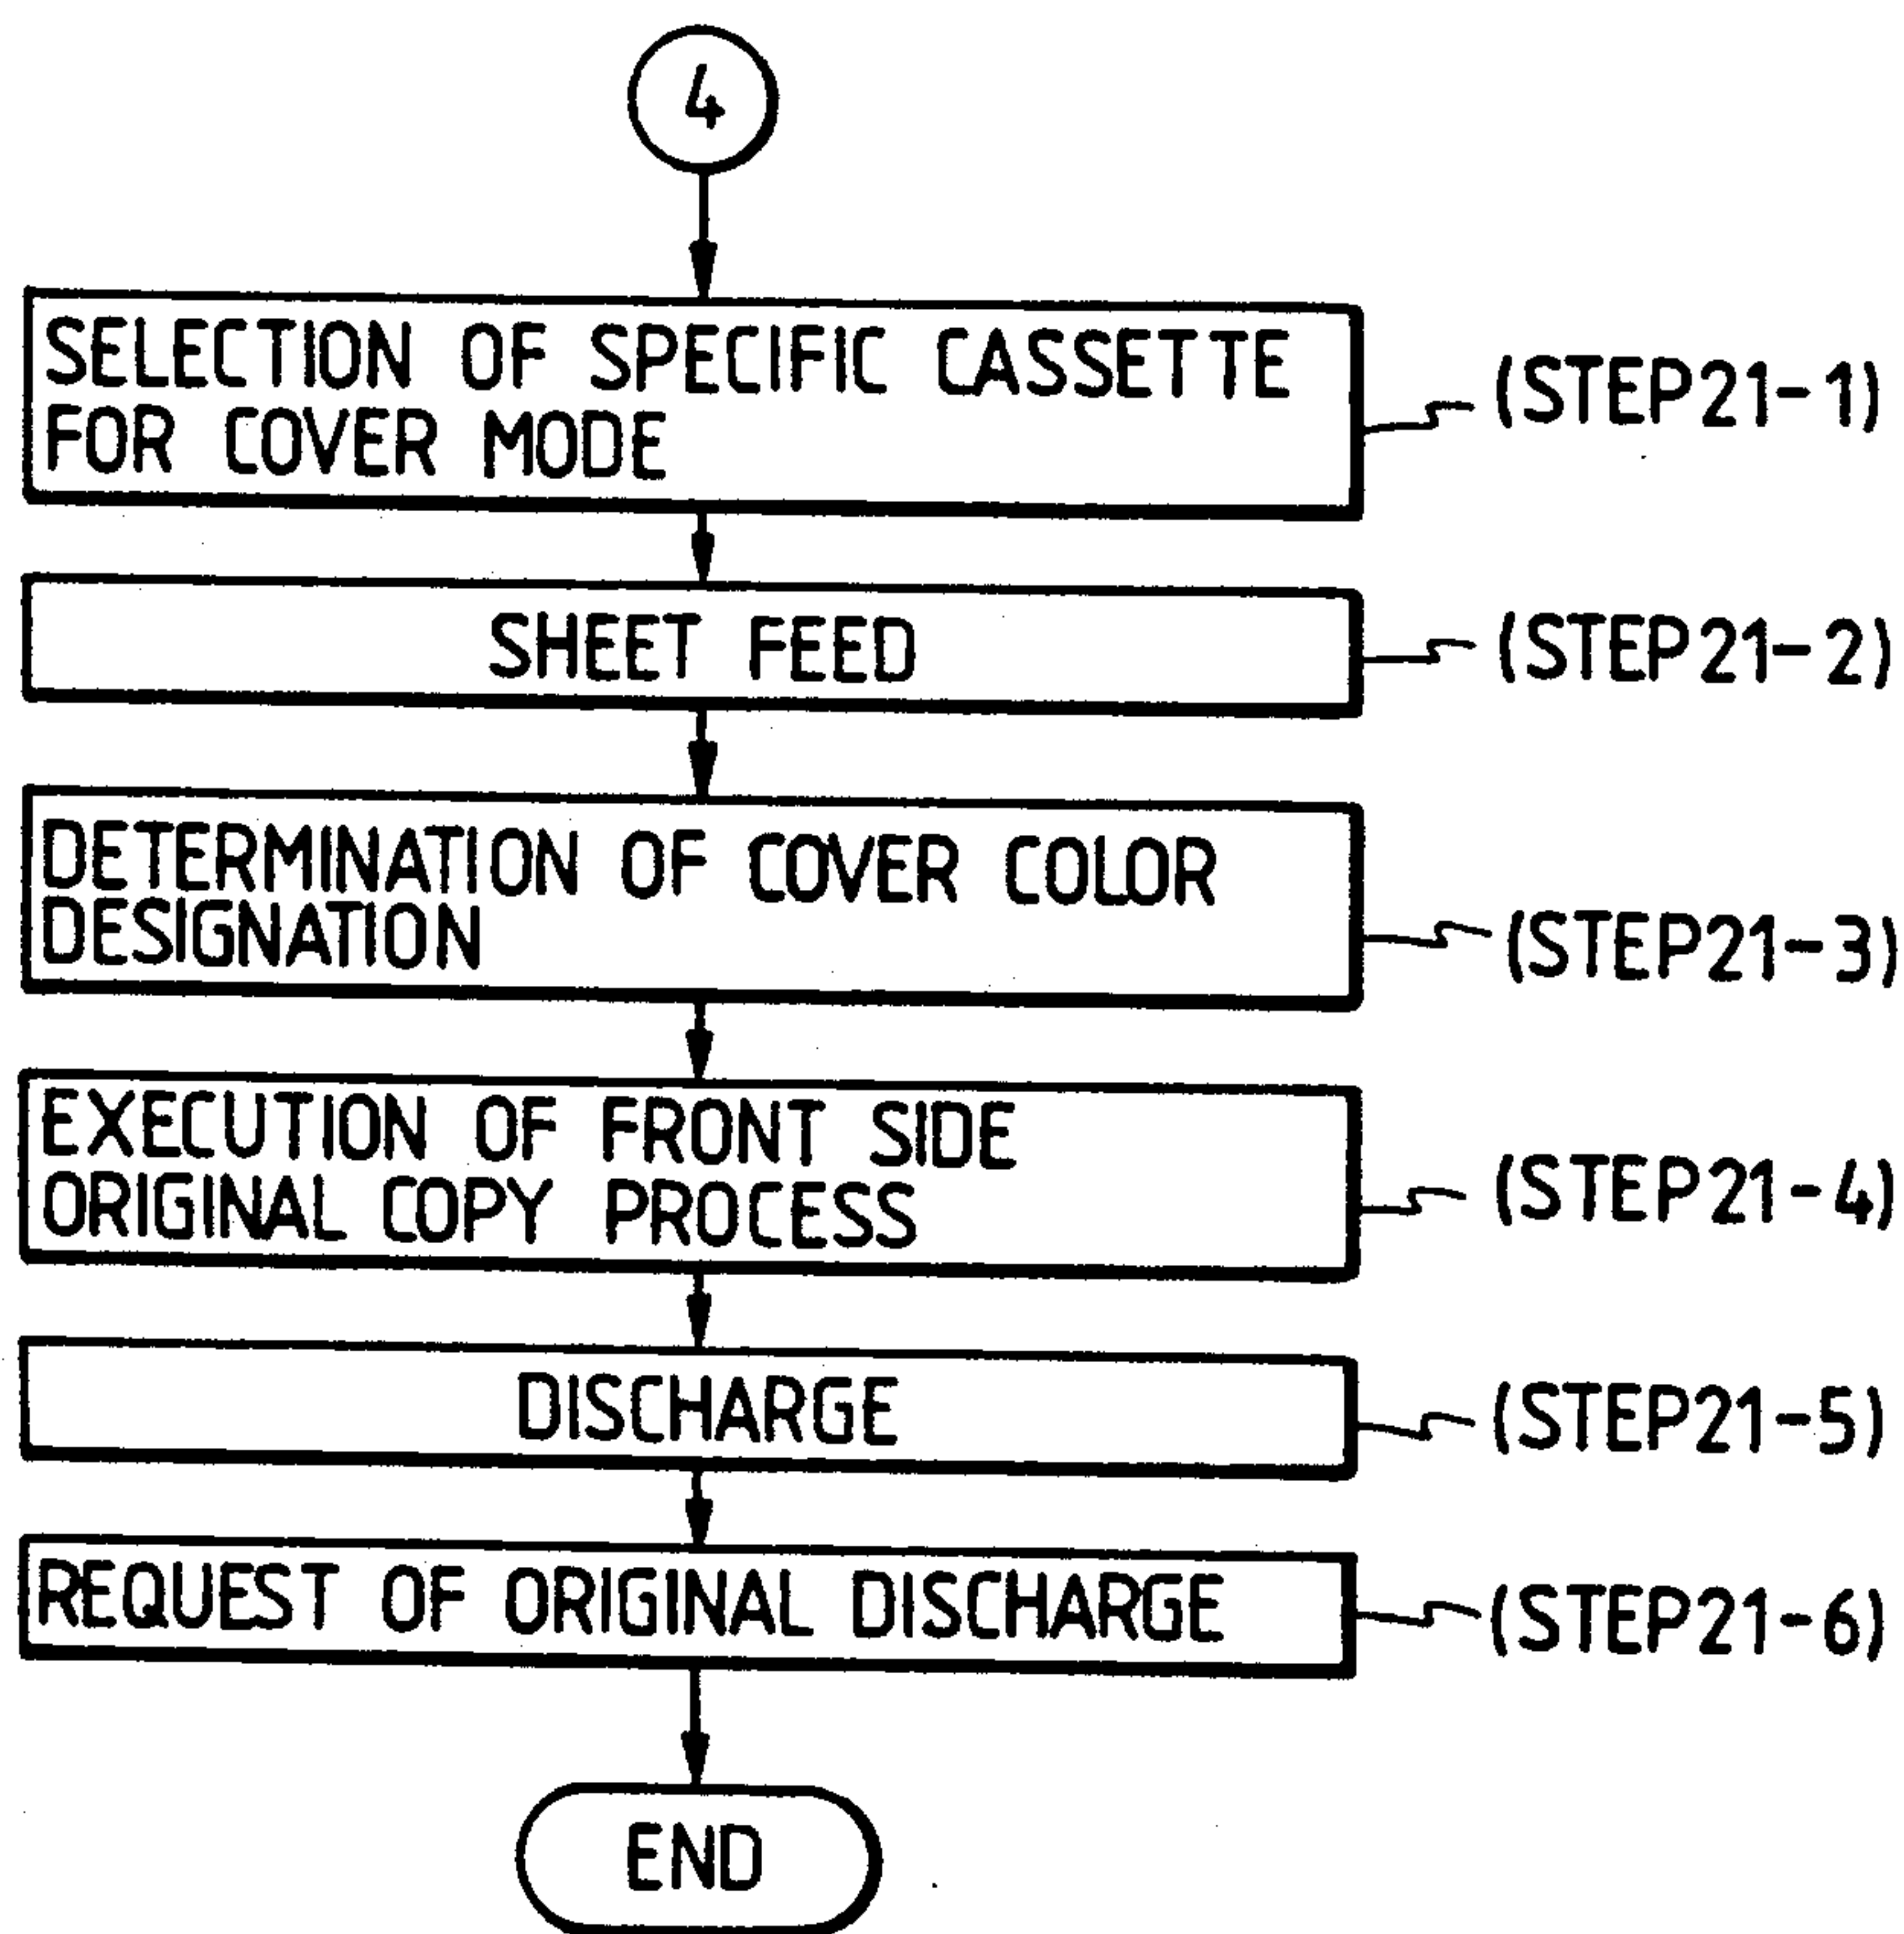 4
SELECTION OF SPECIFIC CASSETTE
FOR COVER MODE
(STEP21-1)
SHEET FEED
(STEP21-2)
DETERMINATION OF COVER COLOR
DESIGNATION
(STEP21-3)
EXECUTION OF FRONT SIDE
ORIGINAL COPY PROCESS
(STEP21-4)
DISCHARGE
(STEP21-5)
REQUEST OF ORIGINAL DISCHARGE
(STEP21-6)
END